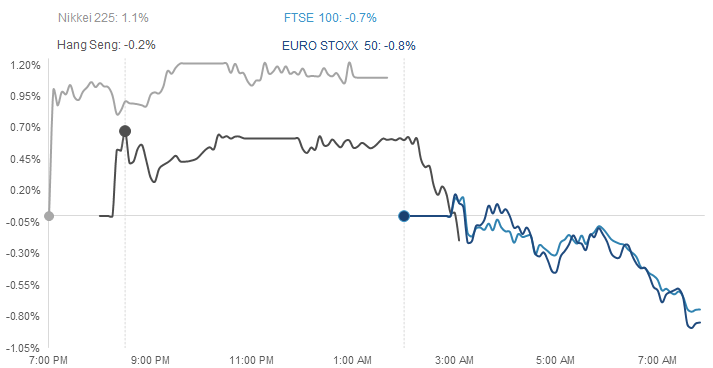 Nikkei 225: 1.1%
FTSE 100: -0.7%
Hang Seng: -0.2%
EURO STOXX 50: -0.8%
1.20%
0.95%
0.70%
0.45%
0.20%
-0.05%
-0.30%
-0.55%
-0.80%
-1.05%
7:00 PM
9:00 PM
11:00 PM
1:00 AM
3:00 AM
5:00 AM
7:00 AM